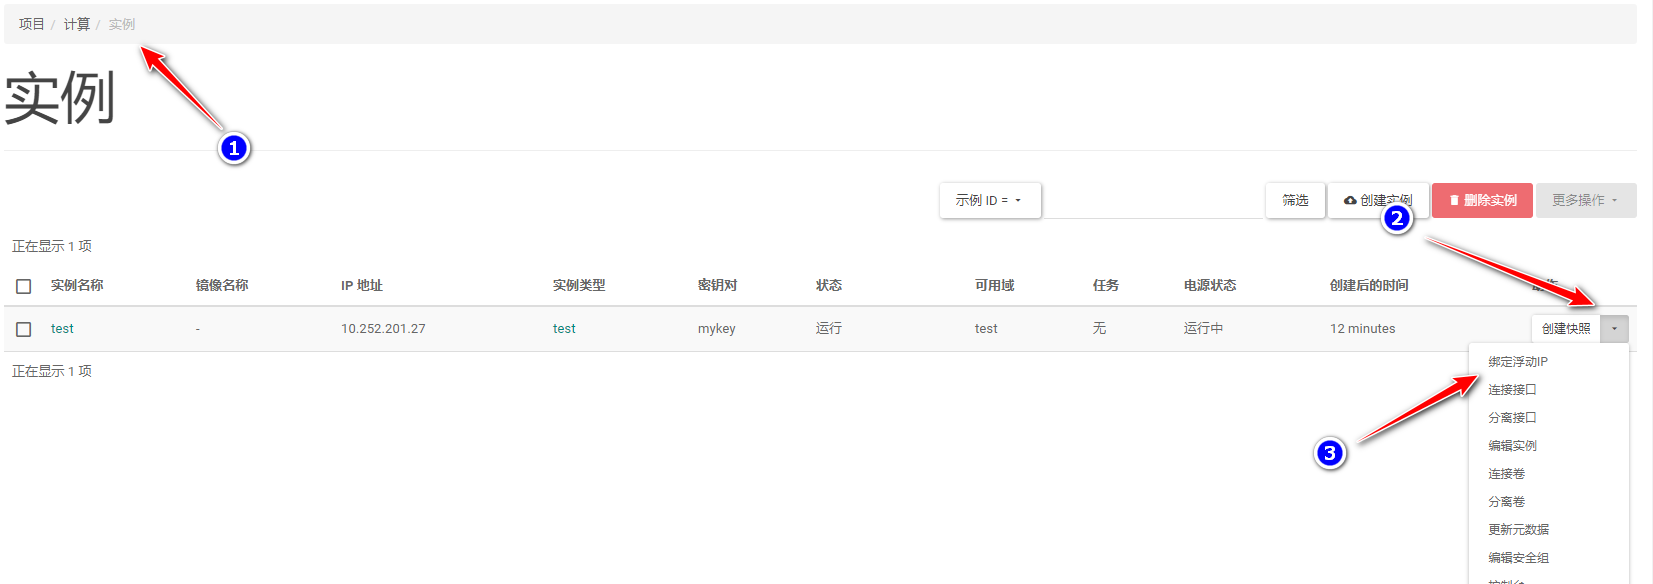 项目 / 计算 / 实例
实例
1
示例 ID =
筛选
创建实例
删除实例
更多操作
2
正在显示 1 项
实例名称 镜像名称 IP 地址 实例类型 密钥对 状态 可用域 任务 电源状态 创建后的时间
test - 10.252.201.27 test mykey 运行 test 无 运行中 12 minutes 创建快照
正在显示 1 项
绑定浮动IP
连接接口
分离接口
3
编辑实例
连接卷
分离卷
更新元数据
编辑安全组